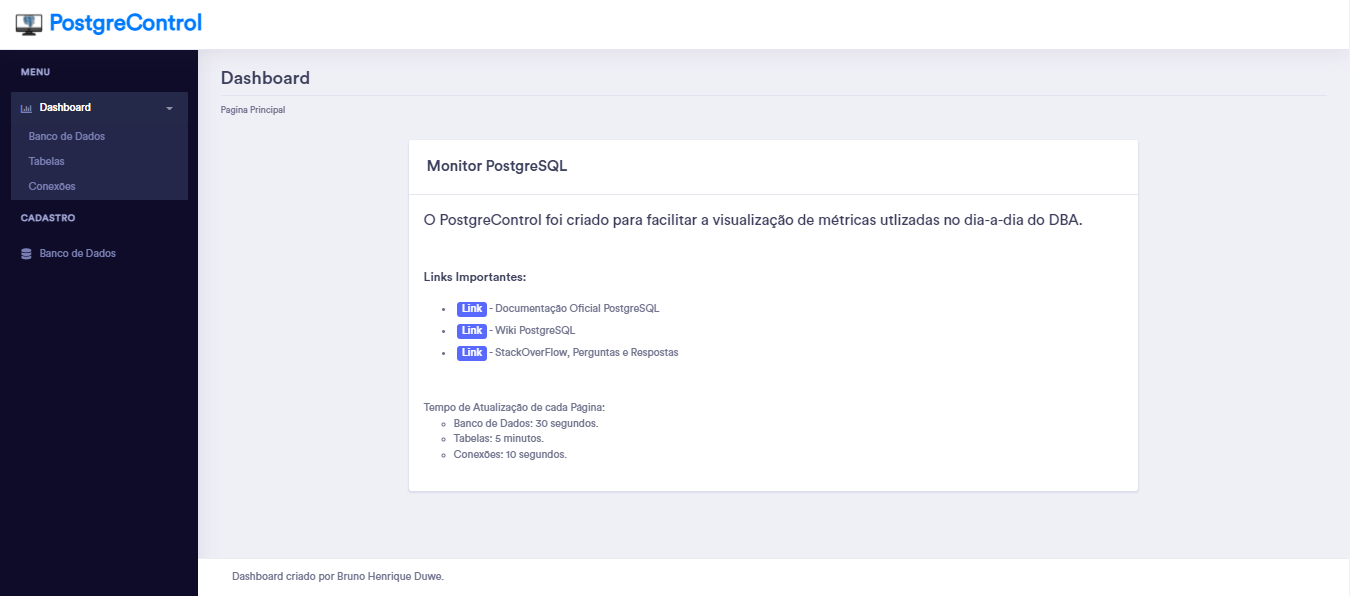 PostgreControl
MENU
Dashboard
Banco de Dados
Tabelas
Conexões
CADASTRO
Banco de Dados
Dashboard
Pagina Principal
Monitor PostgreSQL
O PostgreControl foi criado para facilitar a visualização de métricas utlizadas no dia-a-dia do DBA.
Links Importantes:
Link - Documentação Oficial PostgreSQL
Link - Wiki PostgreSQL
Link - StackOverFlow, Perguntas e Respostas
Tempo de Atualização de cada Página:
Banco de Dados: 30 segundos.
Tabelas: 5 minutos.
Conexões: 10 segundos.
Dashboard criado por Bruno Henrique Duwe.